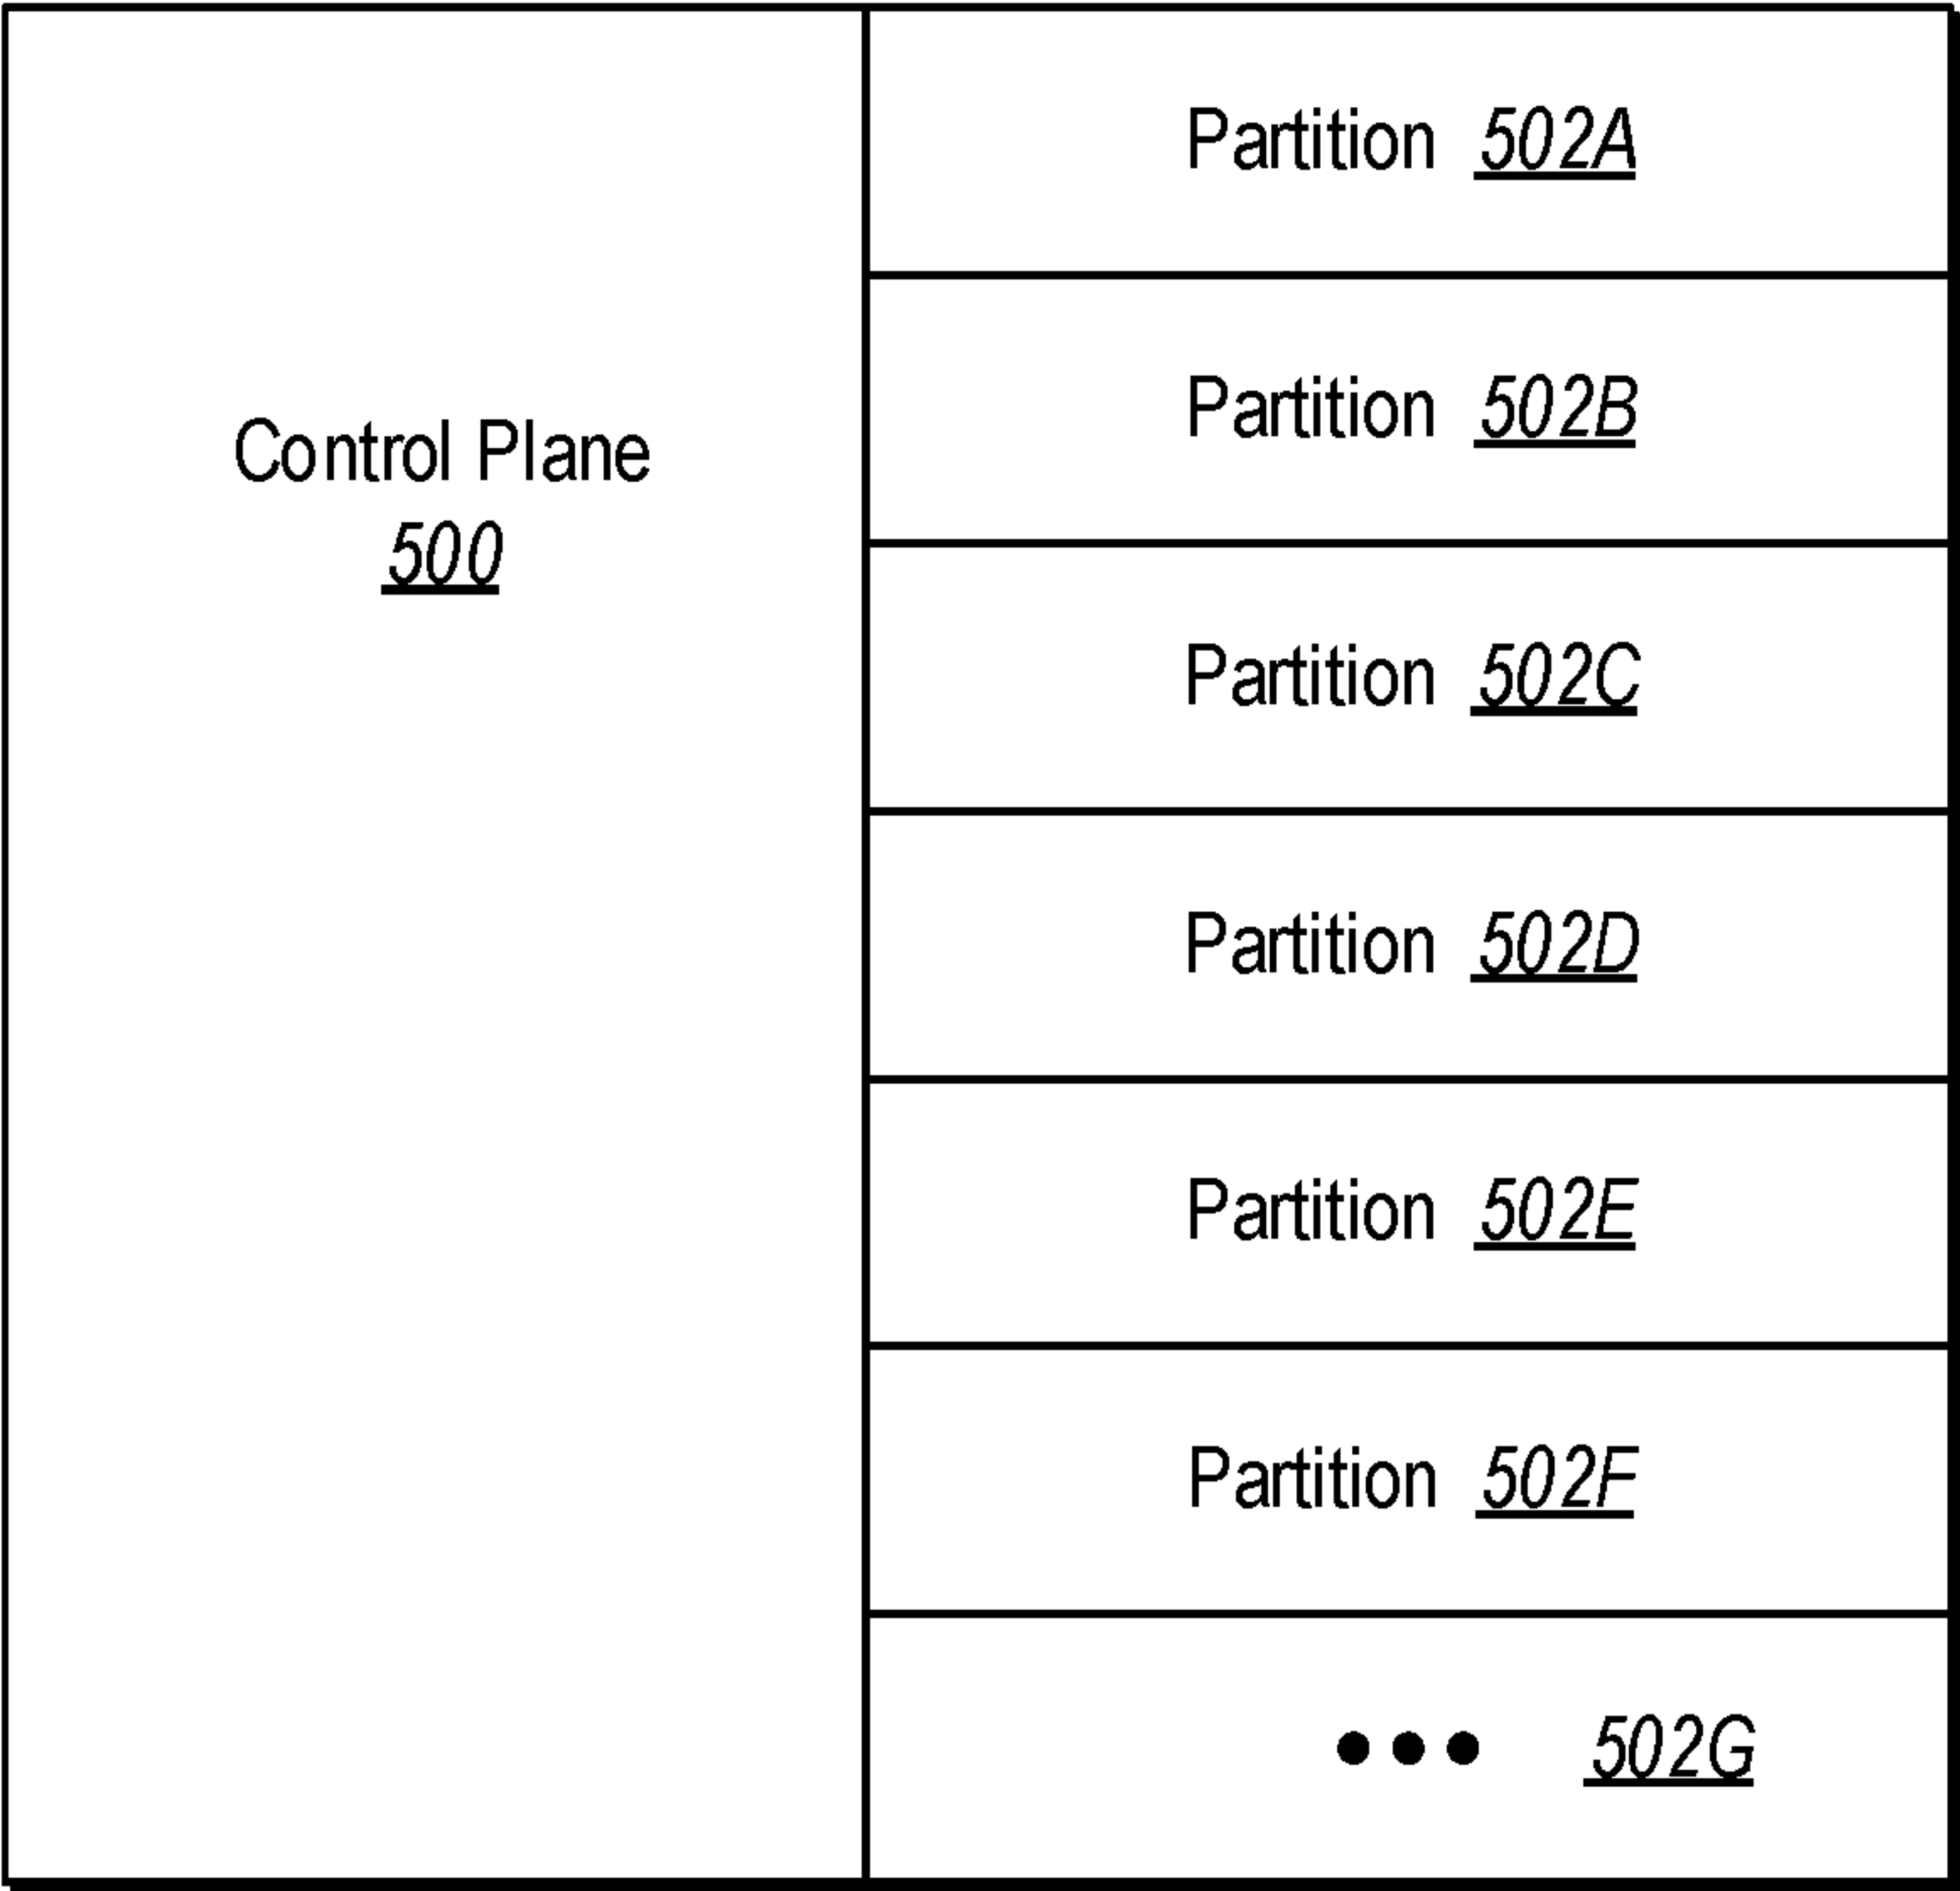 Control Plane
500
Partition 502A
Partition 502B
Partition 502C
Partition 502D
Partition 502E
Partition 502F
●●● 502G